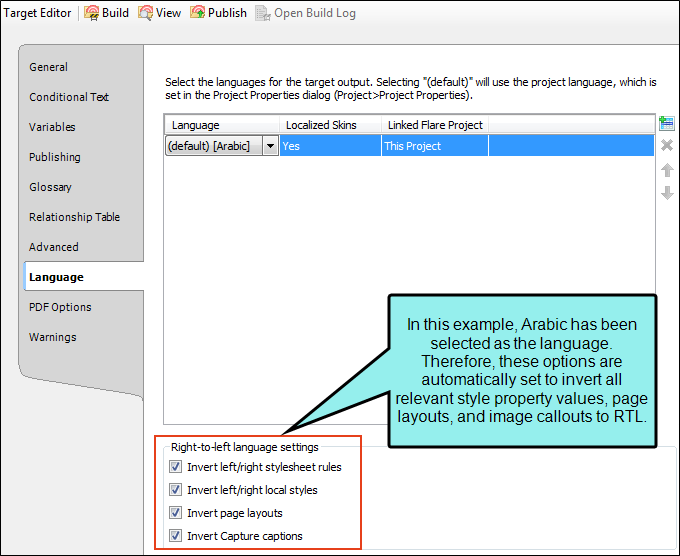 Target Editor Build View Publish Open Build Log
General
Conditional Text
Variables
Publishing
Glossary
Relationship Table
Advanced
Language
PDF Options
Warnings
Select the languages for the target output. Selecting "(default)" will use the project language, which is
set in the Project Properties dialog (Project>Project Properties).
Language Localized Skins Linked Flare Project
(default) [Arabic] Yes This Project
In this example, Arabic has been
selected as the language.
Therefore, these options are
automatically set to invert all
relevant style property values, page
layouts, and image callouts to RTL.
Right-to-left language settings
Invert left/right stylesheet rules
Invert left/right local styles
Invert page layouts
Invert Capture captions